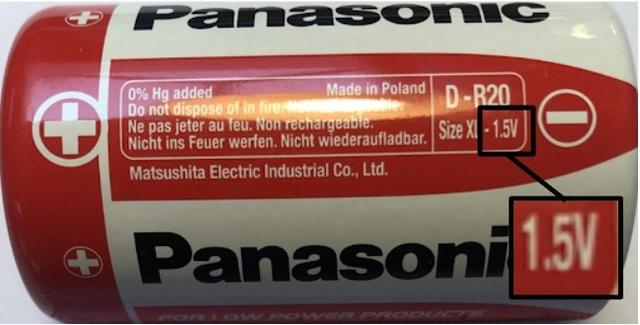 Panasonic
0% Hg added Made in Poland
Do not dispose of in fire.
Ne pas jeter au feu. Non rechargeable.
Nicht ins Feuer werfen. Nicht wiederaufladbar.
D - R20
Size XL - 1.5V
Matsushita Electric Industrial Co., Ltd.
1.5V
Panasonic
FOR LOW POWER PRODUCTS